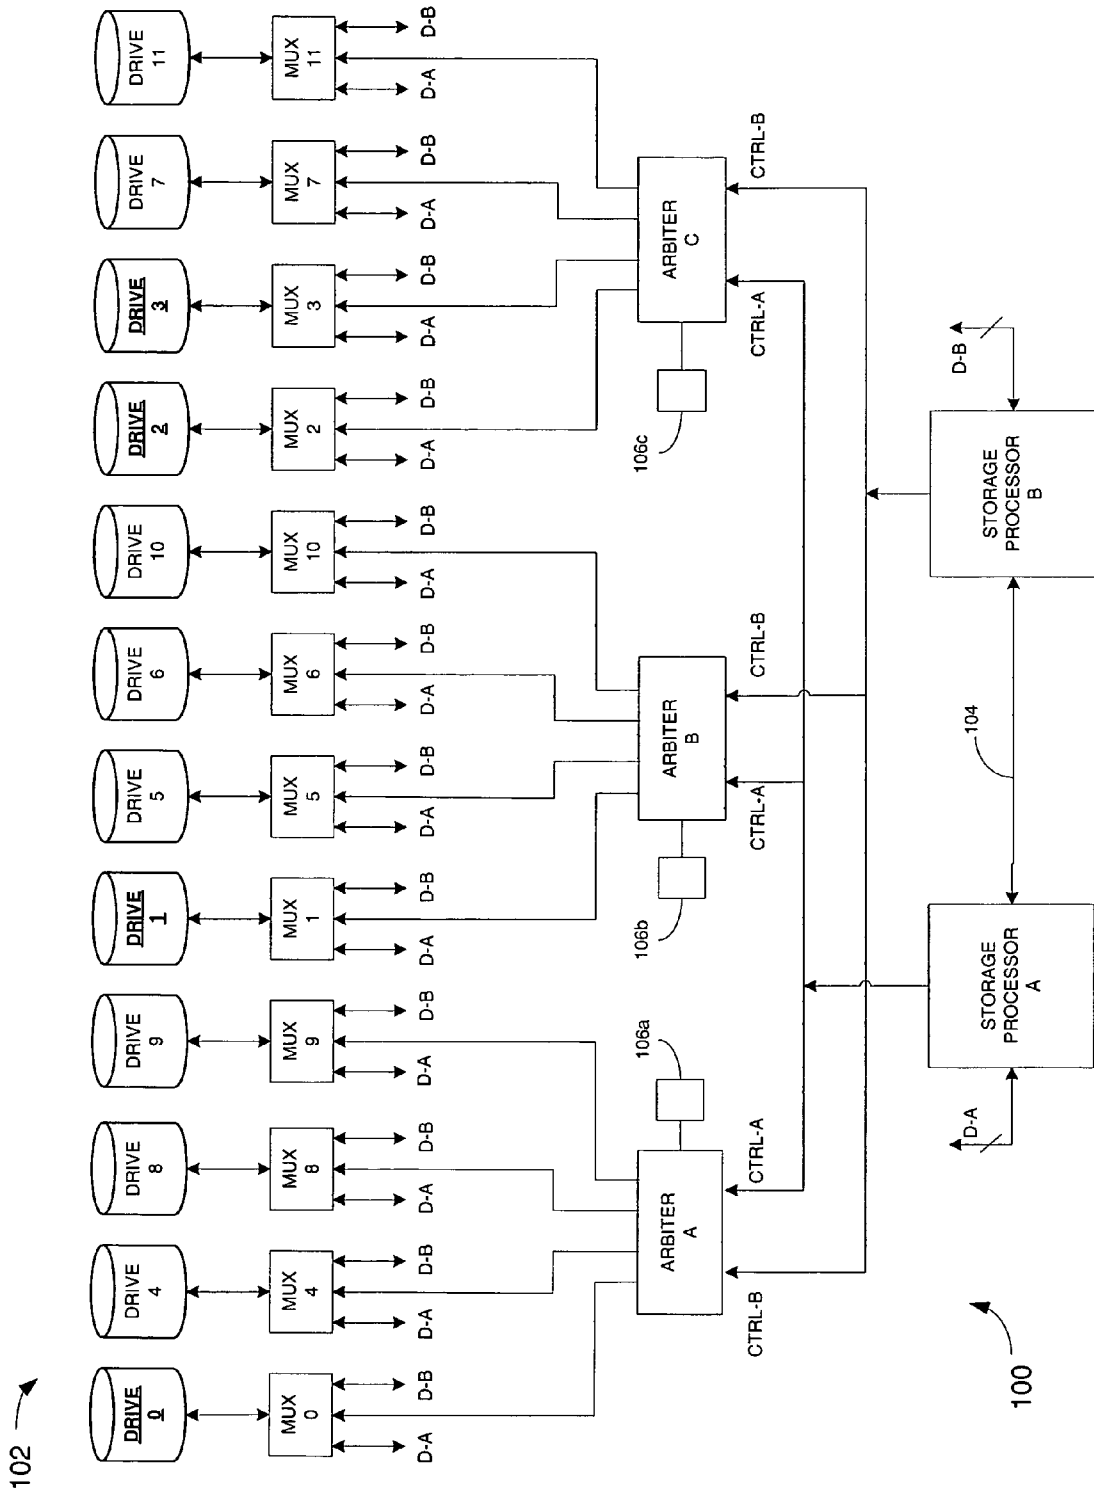 102
DRIVE
0
DRIVE
4
DRIVE
8
DRIVE
9
DRIVE
1
DRIVE
5
DRIVE
6
DRIVE
10
DRIVE
2
DRIVE
3
DRIVE
7
DRIVE
11
MUX
0
MUX
4
MUX
8
MUX
9
MUX
1
MUX
5
MUX
6
MUX
10
MUX
2
MUX
3
MUX
7
MUX
11
D-A
D-B
D-A
D-B
D-A
D-B
D-A
D-B
D-A
D-B
D-A
D-B
D-A
D-B
D-A
D-B
D-A
D-B
D-A
D-B
D-A
D-B
D-A
D-B
ARBITER
A
106a
106b
ARBITER
B
106c
ARBITER
C
CTRL-B
CTRL-A
CTRL-A
CTRL-B
CTRL-A
CTRL-B
D-A
STORAGE
PROCESSOR
A
104
STORAGE
PROCESSOR
B
D-B
100